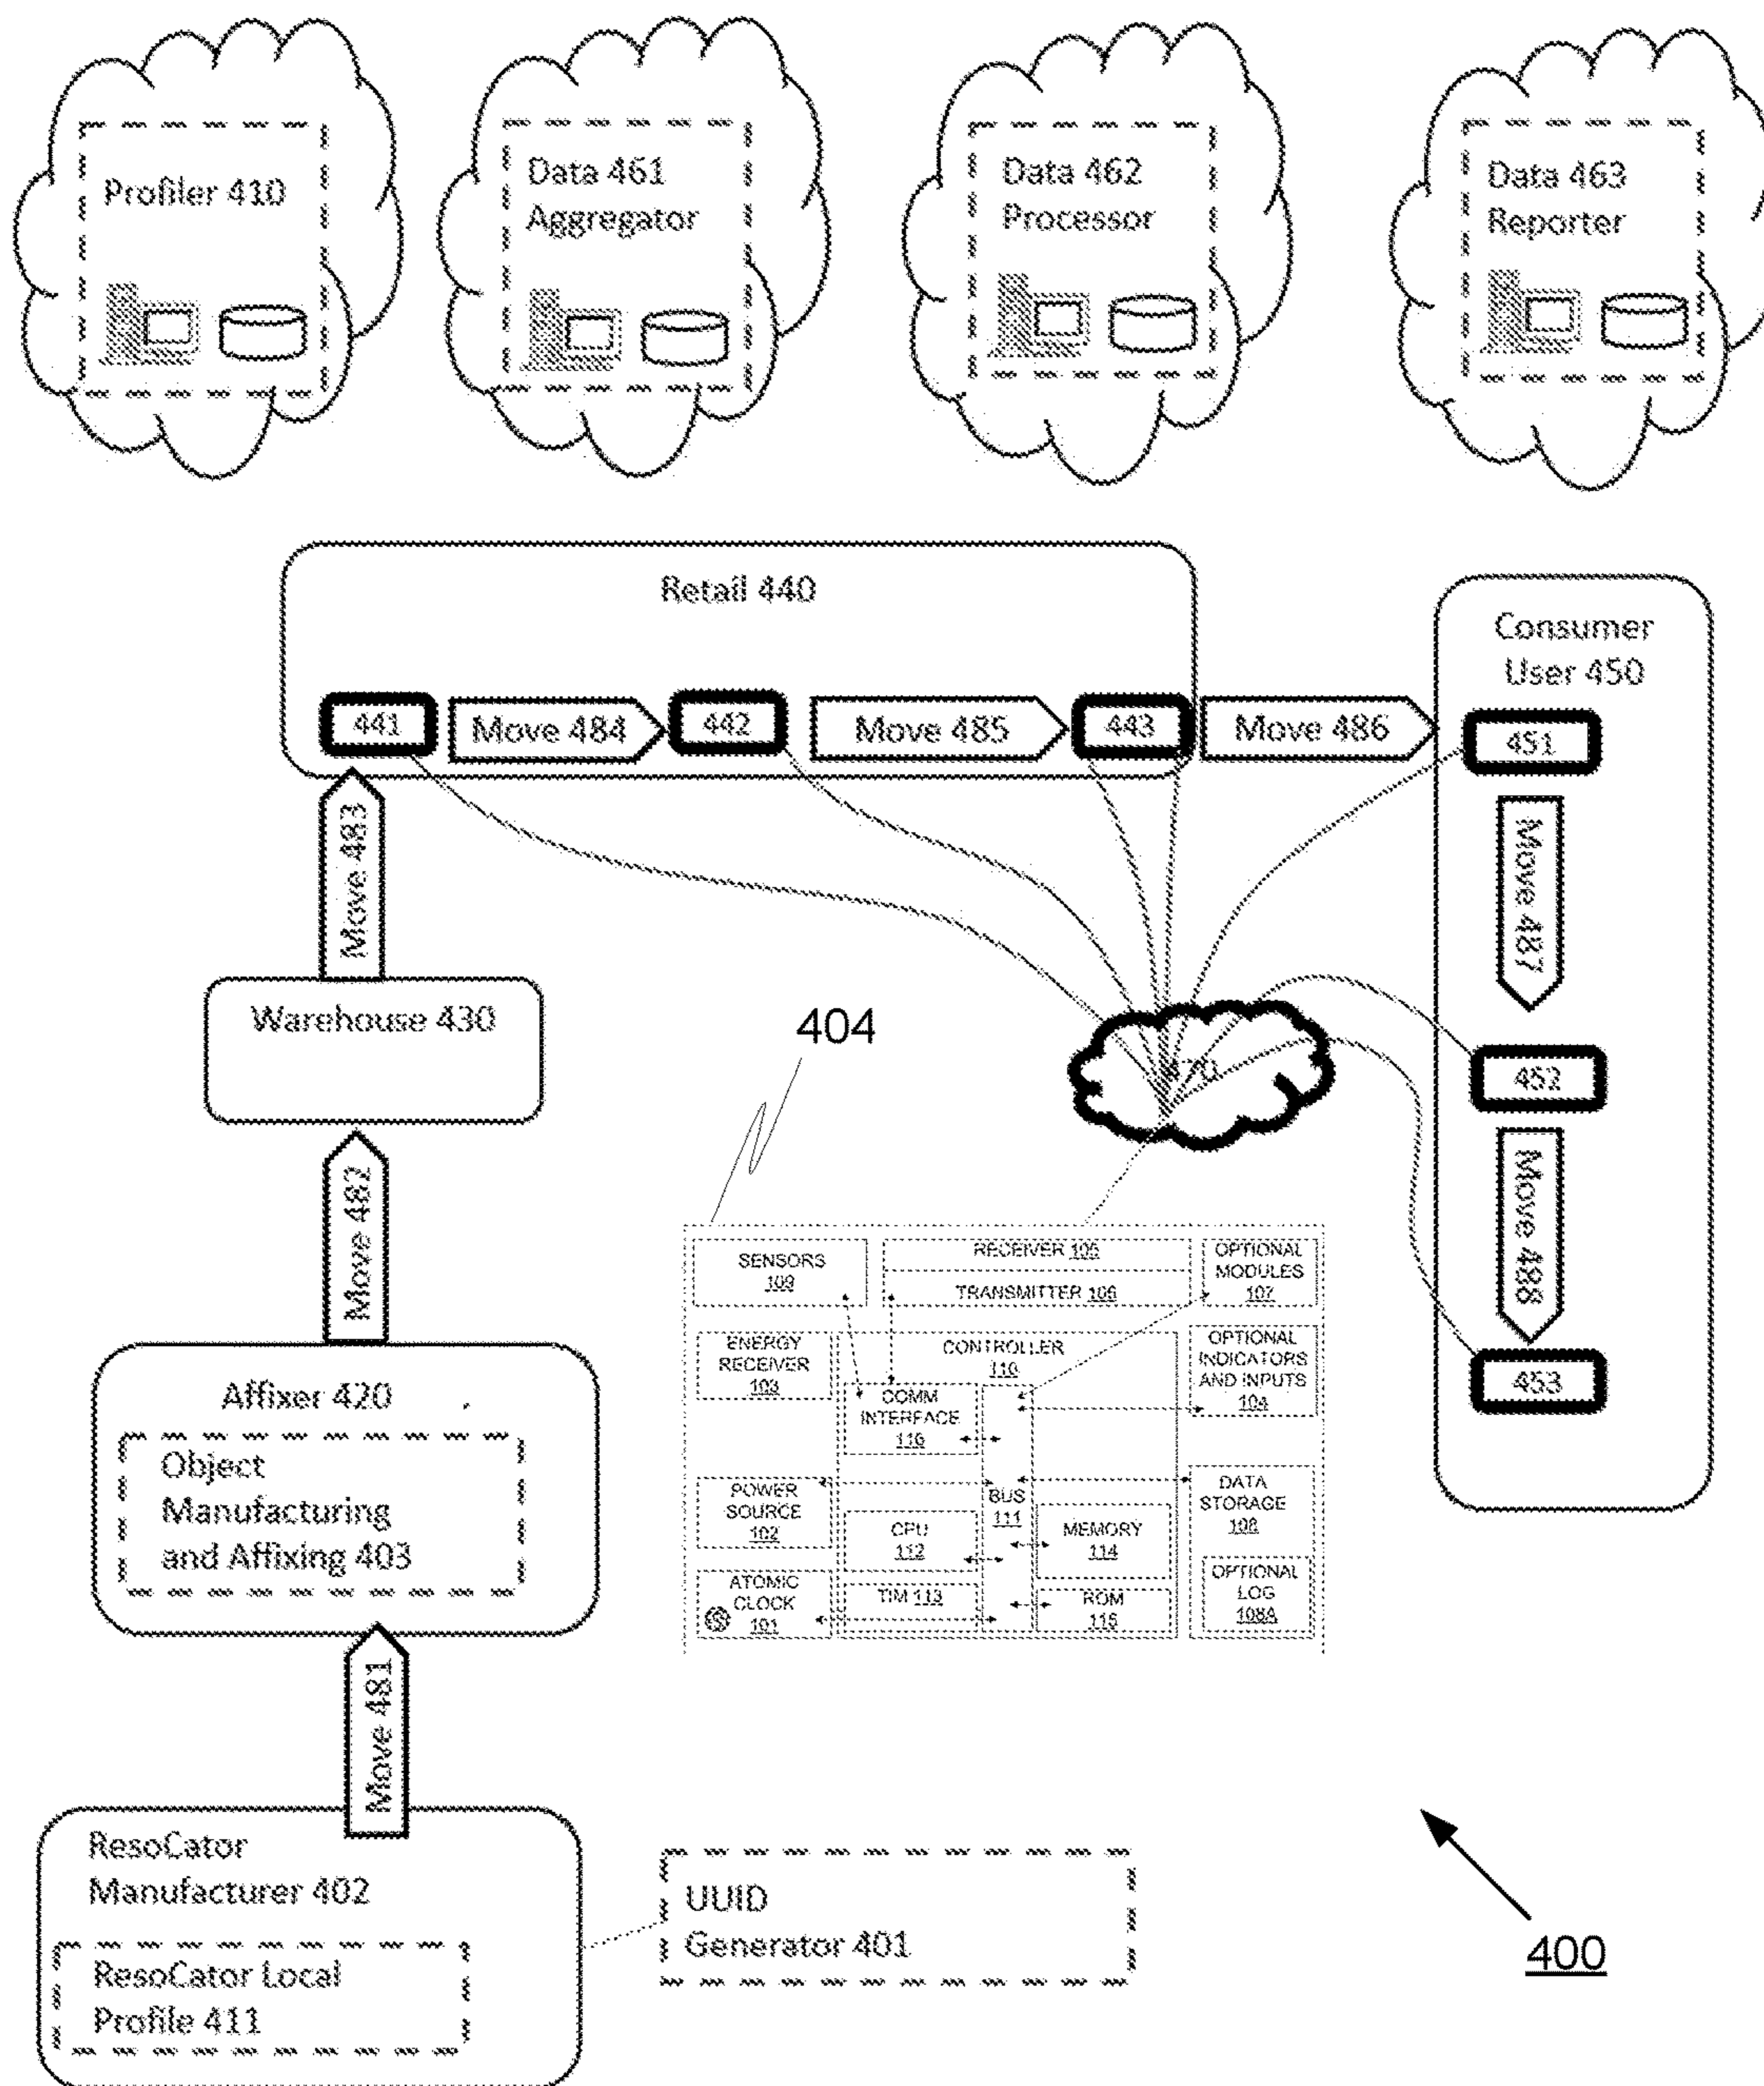 Profiler 410
Data 461
Aggregator
Data 462
Processor
Data 463
Reporter
Retail 440
441
Move 484
442
Move 485
443
Move 486
Consumer
User 450
451
Move 487
452
Move 488
453
Move 483
Warehouse 430
404
470
Move 482
Affixer 420
Object
Manufacturing
and Affixing 403
Move 481
SENSORS
109
RECEIVER 105
TRANSMITTER 106
OPTIONAL
MODULES
107
ENERGY
RECEIVER
103
CONTROLLER
110
OPTIONAL
INDICATORS
AND INPUTS
104
COMM
INTERFACE
116
POWER
SOURCE
102
BUS
111
CPU
112
MEMORY
114
DATA
STORAGE
108
ATOMIC
CLOCK
101
TIM 113
ROM
115
OPTIONAL
LOG
108A
ResoCator
Manufacturer 402
ResoCator Local
Profile 411
UUID
Generator 401
400